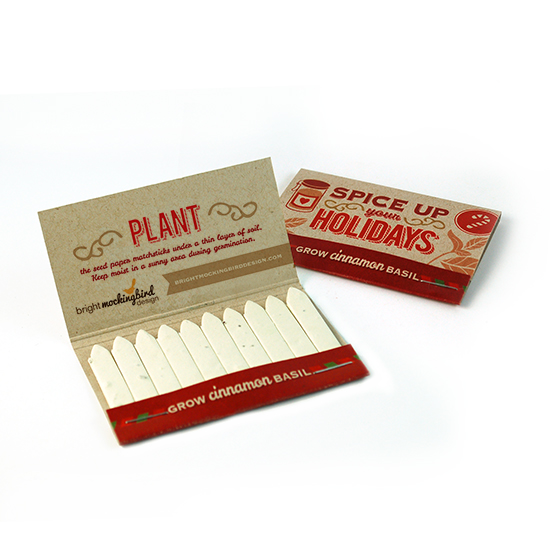 PLANT
the seed paper matchsticks under a thin layer of soil.
Keep moist in a sunny area during germination.
BRIGHTMOCKINGBIRDDESIGN.COM
bright mockingbird
design
GROW cinnamon BASIL
SPICE UP
your
HOLIDAYS
GROW cinnamon BASIL